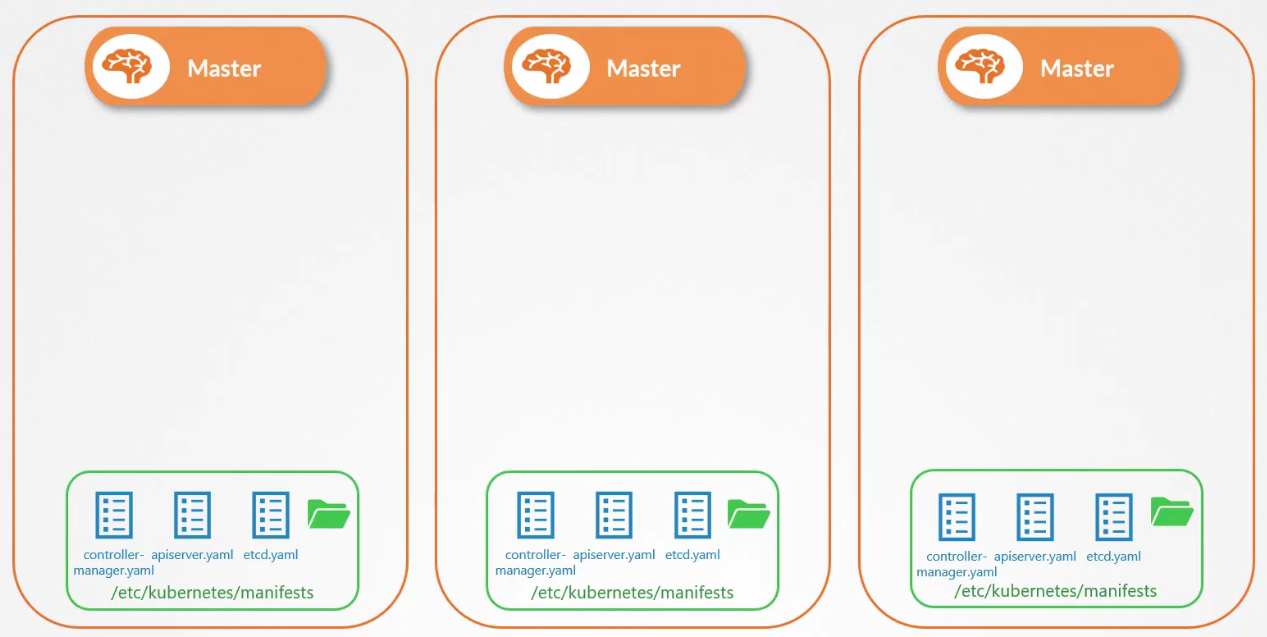 Master
controller-
manager.yaml
apiserver.yaml
etcd.yaml
/etc/kubernetes/manifests
Master
controller-
manager.yaml
apiserver.yaml
etcd.yaml
/etc/kubernetes/manifests
Master
controller-
manager.yaml
apiserver.yaml
etcd.yaml
/etc/kubernetes/manifests